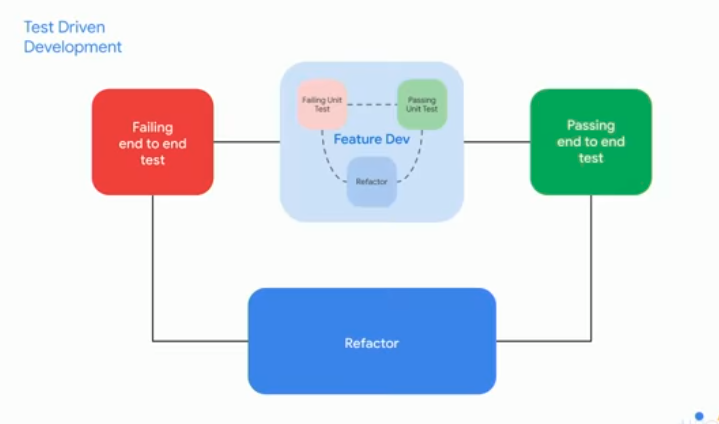 Test Driven
Development
Failing
end to end
test
Failing Unit
Test
Passing
Unit Test
Feature Dev
Refactor
Passing
end to end
test
Refactor